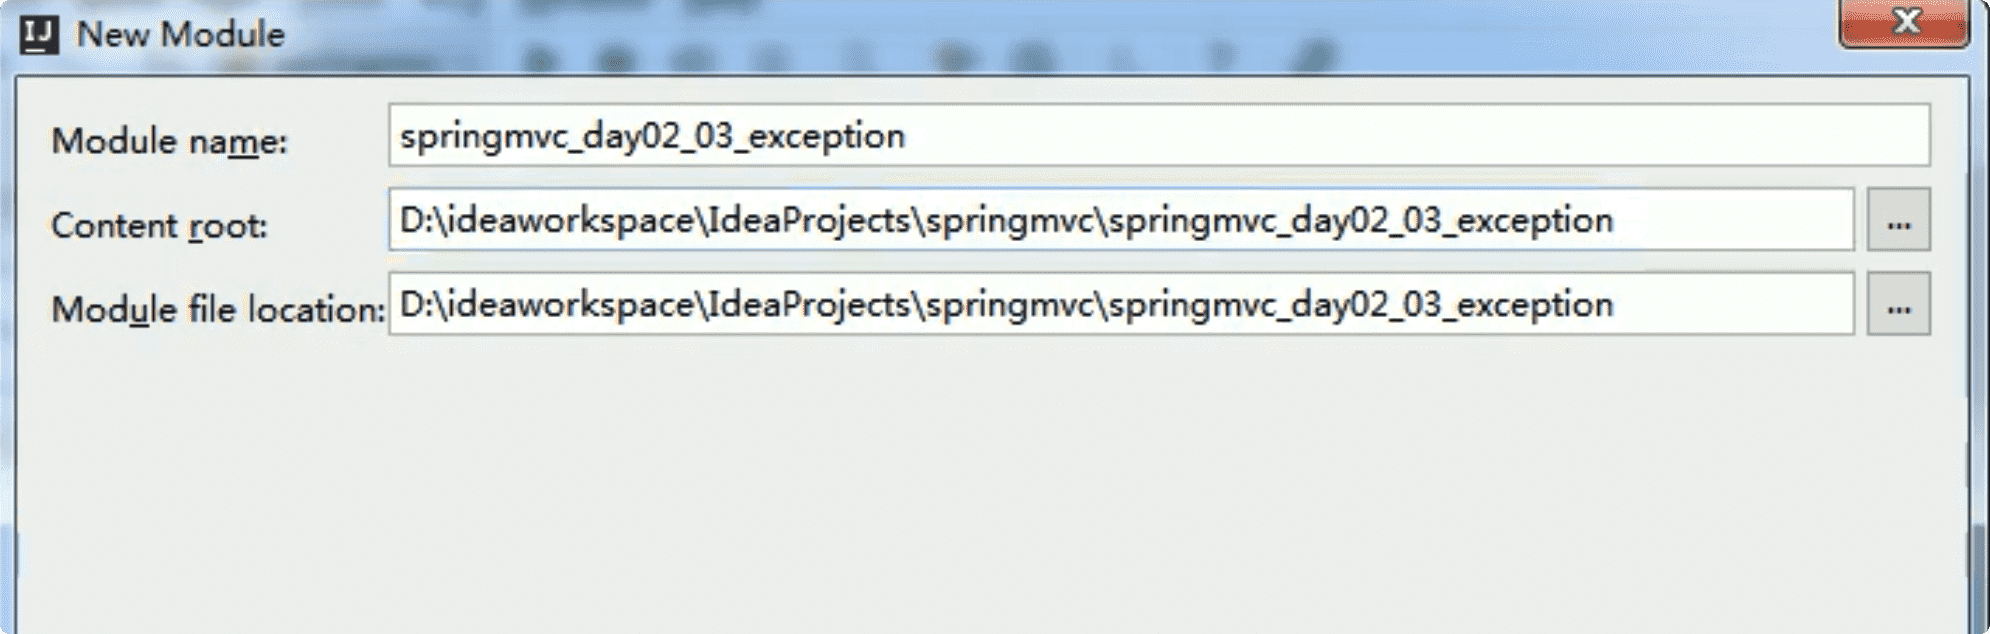 IJ New Module
Module name: springmvc_day02_03_exception
Content root: D:\ideaworkspace\IdeaProjects\springmvc\springmvc_day02_03_exception ...
Module file location: D:\ideaworkspace\IdeaProjects\springmvc\springmvc_day02_03_exception ...